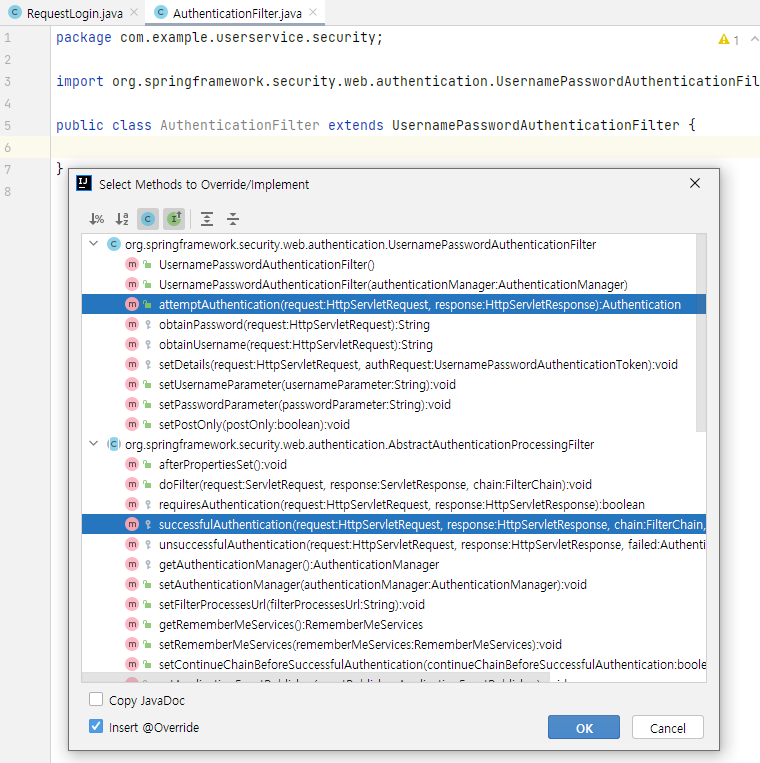 RequestLogin.java
AuthenticationFilter.java
1
package com.example.userservice.security;
1
2
3
import org.springframework.security.web.authentication.UsernamePasswordAuthenticationFil
4
5
public class AuthenticationFilter extends UsernamePasswordAuthenticationFilter {
6
7
}
8
Select Methods to Override/Implement
org.springframework.security.web.authentication.UsernamePasswordAuthenticationFilter
UsernamePasswordAuthenticationFilter()
UsernamePasswordAuthenticationFilter(authenticationManager:AuthenticationManager)
attemptAuthentication(request:HttpServletRequest, response:HttpServletResponse):Authentication
obtainPassword(request:HttpServletRequest):String
obtainUsername(request:HttpServletRequest):String
setDetails(request:HttpServletRequest, authRequest:UsernamePasswordAuthenticationToken):void
setUsernameParameter(usernameParameter:String):void
setPasswordParameter(passwordParameter:String):void
setPostOnly(postOnly:boolean):void
org.springframework.security.web.authentication.AbstractAuthenticationProcessingFilter
afterPropertiesSet():void
doFilter(request:ServletRequest, response:ServletResponse, chain:FilterChain):void
requiresAuthentication(request:HttpServletRequest, response:HttpServletResponse):boolean
successfulAuthentication(request:HttpServletRequest, response:HttpServletResponse, chain:FilterChain,
unsuccessfulAuthentication(request:HttpServletRequest, response:HttpServletResponse, failed:Authenti
getAuthenticationManager():AuthenticationManager
setAuthenticationManager(authenticationManager:AuthenticationManager):void
setFilterProcessesUrl(filterProcessesUrl:String):void
getRememberMeServices():RememberMeServices
setRememberMeServices(rememberMeServices:RememberMeServices):void
setContinueChainBeforeSuccessfulAuthentication(continueChainBeforeSuccessfulAuthentication:boole
Copy JavaDoc
Insert @Override
OK
Cancel